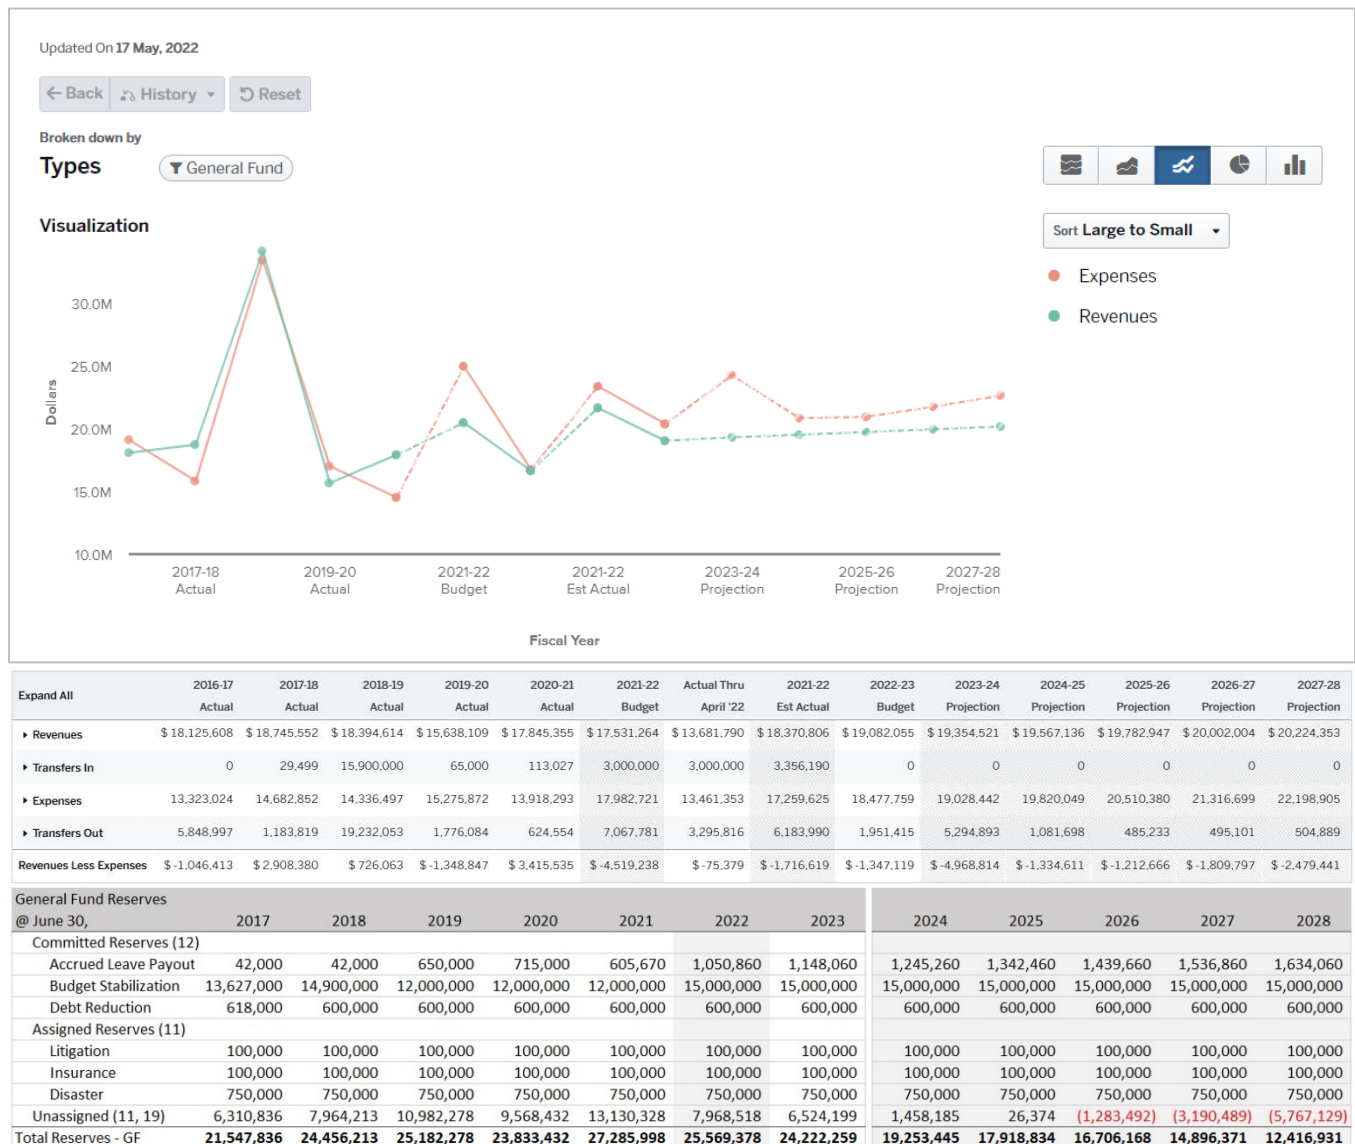 Updated On 17 May, 2022
Back History Reset
Broken down by
Types General Fund
Visualization
Sort Large to Small
Expenses
Revenues
30.0M
25.0M
20.0M
15.0M
10.0M
Dollars
2017-18 2019-20 2021-22 2021-22 2023-24 2025-26 2027-28
Actual Actual Budget Est Actual Projection Projection Projection
Fiscal Year
Expand All 2016-17 2017-18 2018-19 2019-20 2020-21 2021-22 Actual Thru 2021-22 2022-23 2023-24 2024-25 2025-26 2026-27 2027-28
Actual Actual Actual Actual Actual Budget April '22 Est Actual Budget Projection Projection Projection Projection Projection
Revenues $ 18,125,608 $ 18,745,552 $ 18,394,614 $ 15,638,109 $ 17,845,355 $ 17,531,264 $ 13,681,790 $ 18,370,806 $ 19,082,055 $ 19,354,521 $ 19,567,136 $ 19,782,947 $ 20,002,004 $ 20,224,353
Transfers In 0 29,499 15,900,000 65,000 113,027 3,000,000 3,000,000 3,356,190 0 0 0 0 0 0
Expenses 13,323,024 14,682,852 14,336,497 15,275,872 13,918,293 17,982,721 13,461,353 17,259,625 18,477,759 19,028,442 19,820,049 20,510,380 21,316,699 22,198,905
Transfers Out 5,848,997 1,183,819 19,232,053 1,776,084 624,554 7,067,781 3,295,816 6,183,990 1,951,415 5,294,893 1,081,698 485,233 495,101 504,889
Revenues Less Expenses $ -1,046,413 $ 2,908,380 $ 726,063 $ -1,348,847 $ 3,415,535 $ -4,519,238 $ -75,379 $ -1,716,619 $ -1,347,119 $ -4,968,814 $ -1,334,611 $ -1,212,666 $ -1,809,797 $ -2,479,441
General Fund Reserves
@ June 30, 2017 2018 2019 2020 2021 2022 2023 2024 2025 2026 2027 2028
Committed Reserves (12)
Accrued Leave Payout 42,000 42,000 650,000 715,000 605,670 1,050,860 1,148,060 1,245,260 1,342,460 1,439,660 1,536,860 1,634,060
Budget Stabilization 13,627,000 14,900,000 12,000,000 12,000,000 12,000,000 15,000,000 15,000,000 15,000,000 15,000,000 15,000,000 15,000,000 15,000,000
Debt Reduction 618,000 600,000 600,000 600,000 600,000 600,000 600,000 600,000 600,000 600,000 600,000 600,000
Assigned Reserves (11)
Litigation 100,000 100,000 100,000 100,000 100,000 100,000 100,000 100,000 100,000 100,000 100,000 100,000
Insurance 100,000 100,000 100,000 100,000 100,000 100,000 100,000 100,000 100,000 100,000 100,000 100,000
Disaster 750,000 750,000 750,000 750,000 750,000 750,000 750,000 750,000 750,000 750,000 750,000 750,000
Unassigned (11, 19) 6,310,836 7,964,213 10,982,278 9,568,432 13,130,328 7,968,518 6,524,199 1,458,185 26,374 (1,283,492) (3,190,489) (5,767,129)
Total Reserves - GF 21,547,836 24,456,213 25,182,278 23,833,432 27,285,998 25,569,378 24,222,259 19,253,445 17,918,834 16,706,168 14,896,371 12,416,931